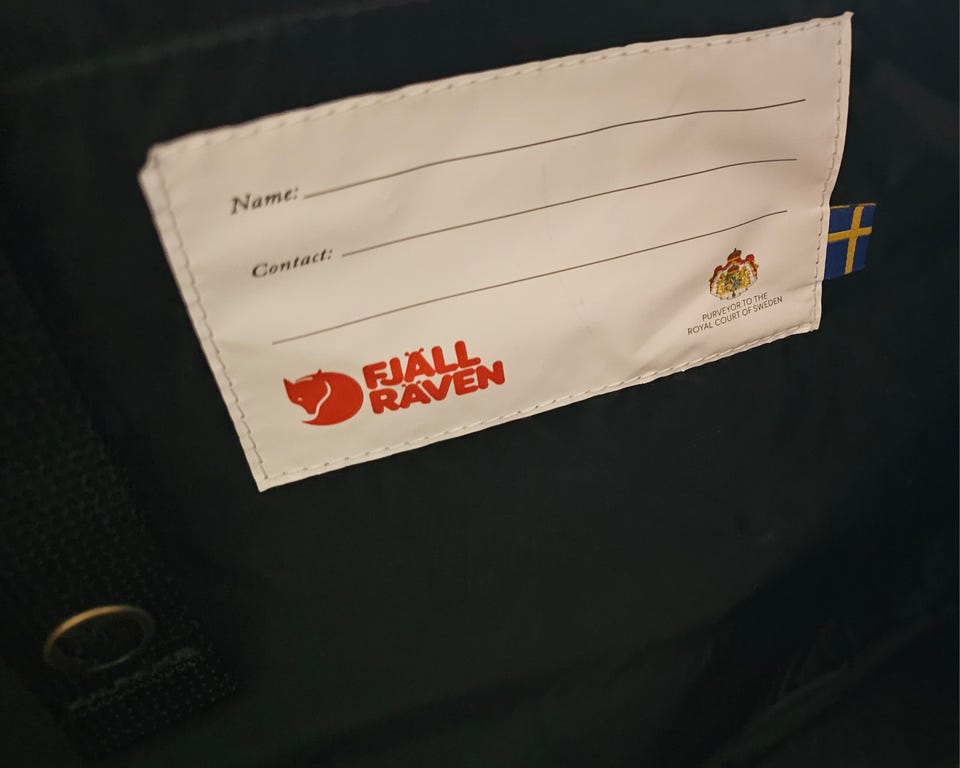 Name:
Contact:
FJÄLL
RÄVEN
PURVEYOR TO THE
ROYAL COURT OF SWEDEN